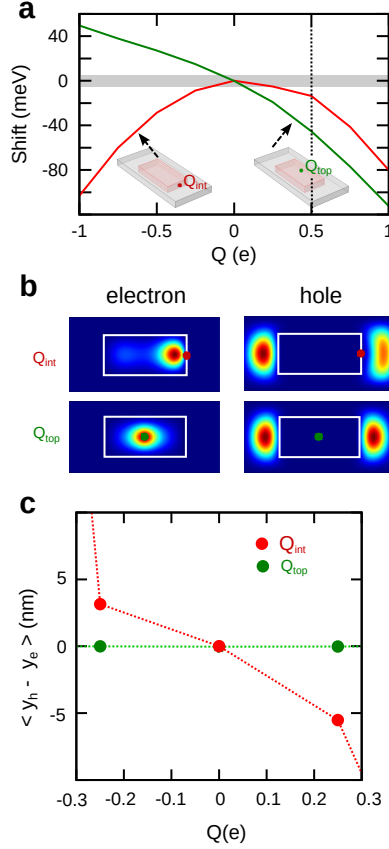 a
Shift (meV)
40
0
-40
-80
Q_int
Q_top
-1
-0.5
0
0.5
1
Q (e)
b
electron
hole
Q_int
Q_top
c
< y_h - y_e > (nm)
5
0
-5
Q_int
Q_top
-0.3
-0.2
-0.1
0
0.1
0.2
0.3
Q(e)